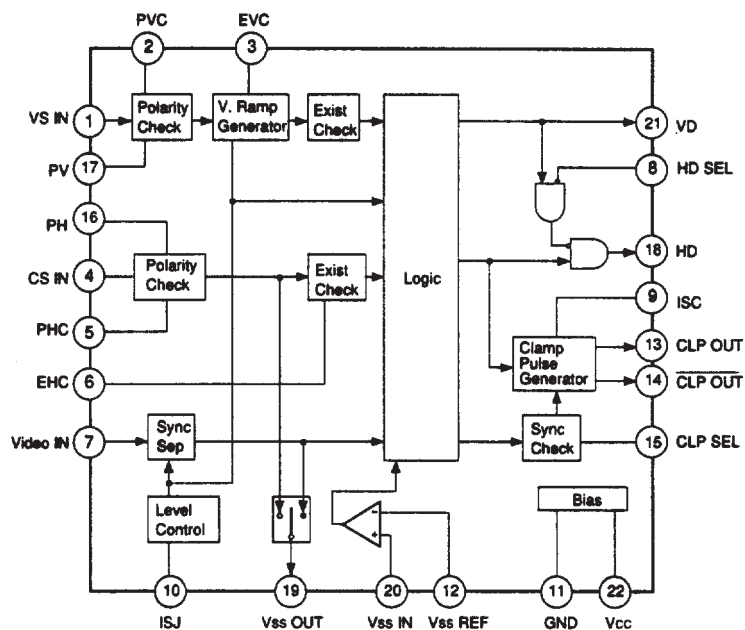 PVC
EVC
2
3
VS IN
1
Polarity
Check
V. Ramp
Generator
Exist
Check
21
VD
PV
17
8
HD SEL
PH
16
18
HD
CS IN
4
Polarity
Check
Exist
Check
Logic
9
ISC
PHC
5
Clamp
Pulse
Generator
13
CLP OUT
EHC
6
14
CLP OUT
Video IN
7
Sync
Sep
Sync
Check
15
CLP SEL
Level
Control
−
+
Bias
10
19
20
12
11
22
ISJ
Vss OUT
Vss IN
Vss REF
GND
Vcc